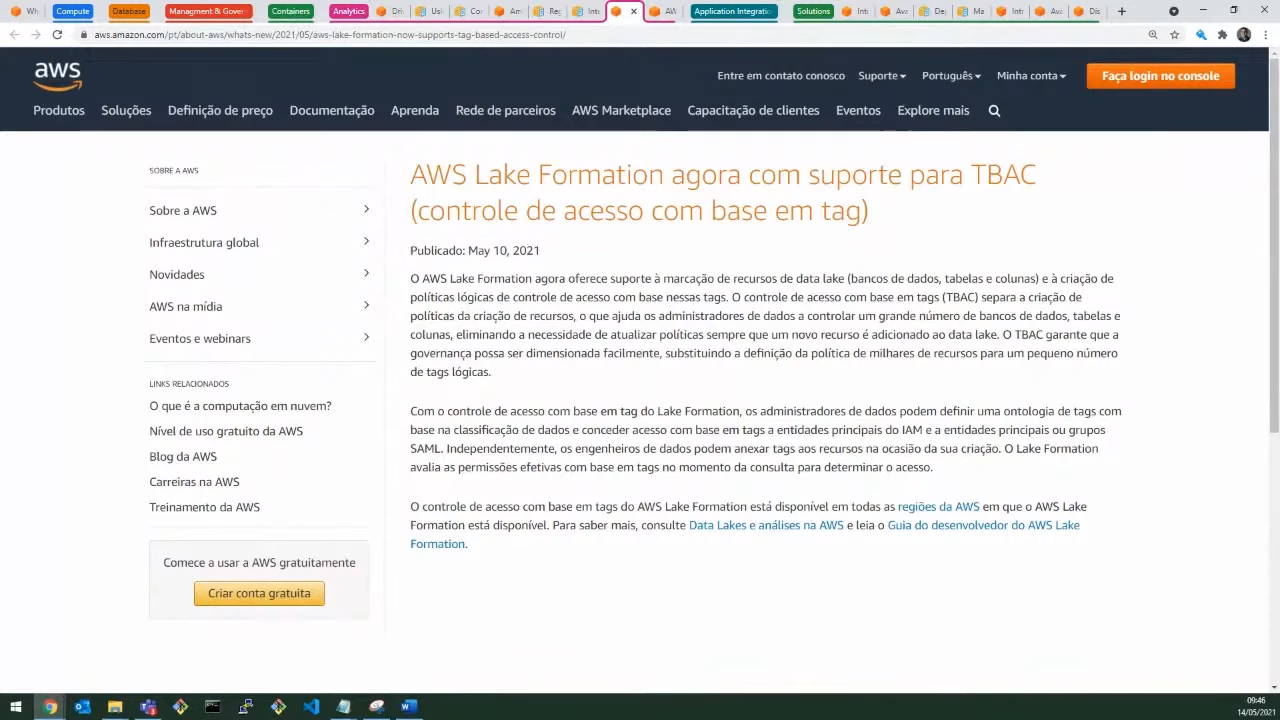 Wh
Compute
Database
Managment & Govern
Containers
Analytics
Dri
Usi
Co
Am
Re
Inte
AW
Application Integration
Solutions
Int
Ava
De
Ma
Int
Ava
Dis
aws.amazon.com/pt/about-aws/whats-new/2021/05/aws-lake-formation-now-supports-tag-based-access-control/
aws
Entre em contato conosco
Suporte
Português
Minha conta
Faça login no console
Produtos
Soluções
Definição de preço
Documentação
Aprenda
Rede de parceiros
AWS Marketplace
Capacitação de clientes
Eventos
Explore mais
SOBRE A AWS
Sobre a AWS
Infraestrutura global
Novidades
AWS na mídia
Eventos e webinars
LINKS RELACIONADOS
O que é a computação em nuvem?
Nível de uso gratuito da AWS
Blog da AWS
Carreiras na AWS
Treinamento da AWS
Comece a usar a AWS gratuitamente
Criar conta gratuita
AWS Lake Formation agora com suporte para TBAC
(controle de acesso com base em tag)
Publicado: May 10, 2021
O AWS Lake Formation agora oferece suporte à marcação de recursos de data lake (bancos de dados, tabelas e colunas) e à criação de
políticas lógicas de controle de acesso com base nessas tags. O controle de acesso com base em tags (TBAC) separa a criação de
políticas da criação de recursos, o que ajuda os administradores de dados a controlar um grande número de bancos de dados, tabelas e
colunas, eliminando a necessidade de atualizar políticas sempre que um novo recurso é adicionado ao data lake. O TBAC garante que a
governança possa ser dimensionada facilmente, substituindo a definição da política de milhares de recursos para um pequeno número
de tags lógicas.
Com o controle de acesso com base em tag do Lake Formation, os administradores de dados podem definir uma ontologia de tags com
base na classificação de dados e conceder acesso com base em tags a entidades principais do IAM e a entidades principais ou grupos
SAML. Independentemente, os engenheiros de dados podem anexar tags aos recursos na ocasião da sua criação. O Lake Formation
avalia as permissões efetivas com base em tags no momento da consulta para determinar o acesso.
O controle de acesso com base em tags do AWS Lake Formation está disponível em todas as regiões da AWS em que o AWS Lake
Formation está disponível. Para saber mais, consulte Data Lakes e análises na AWS e leia o Guia do desenvolvedor do AWS Lake
Formation.
09:46
14/05/2021